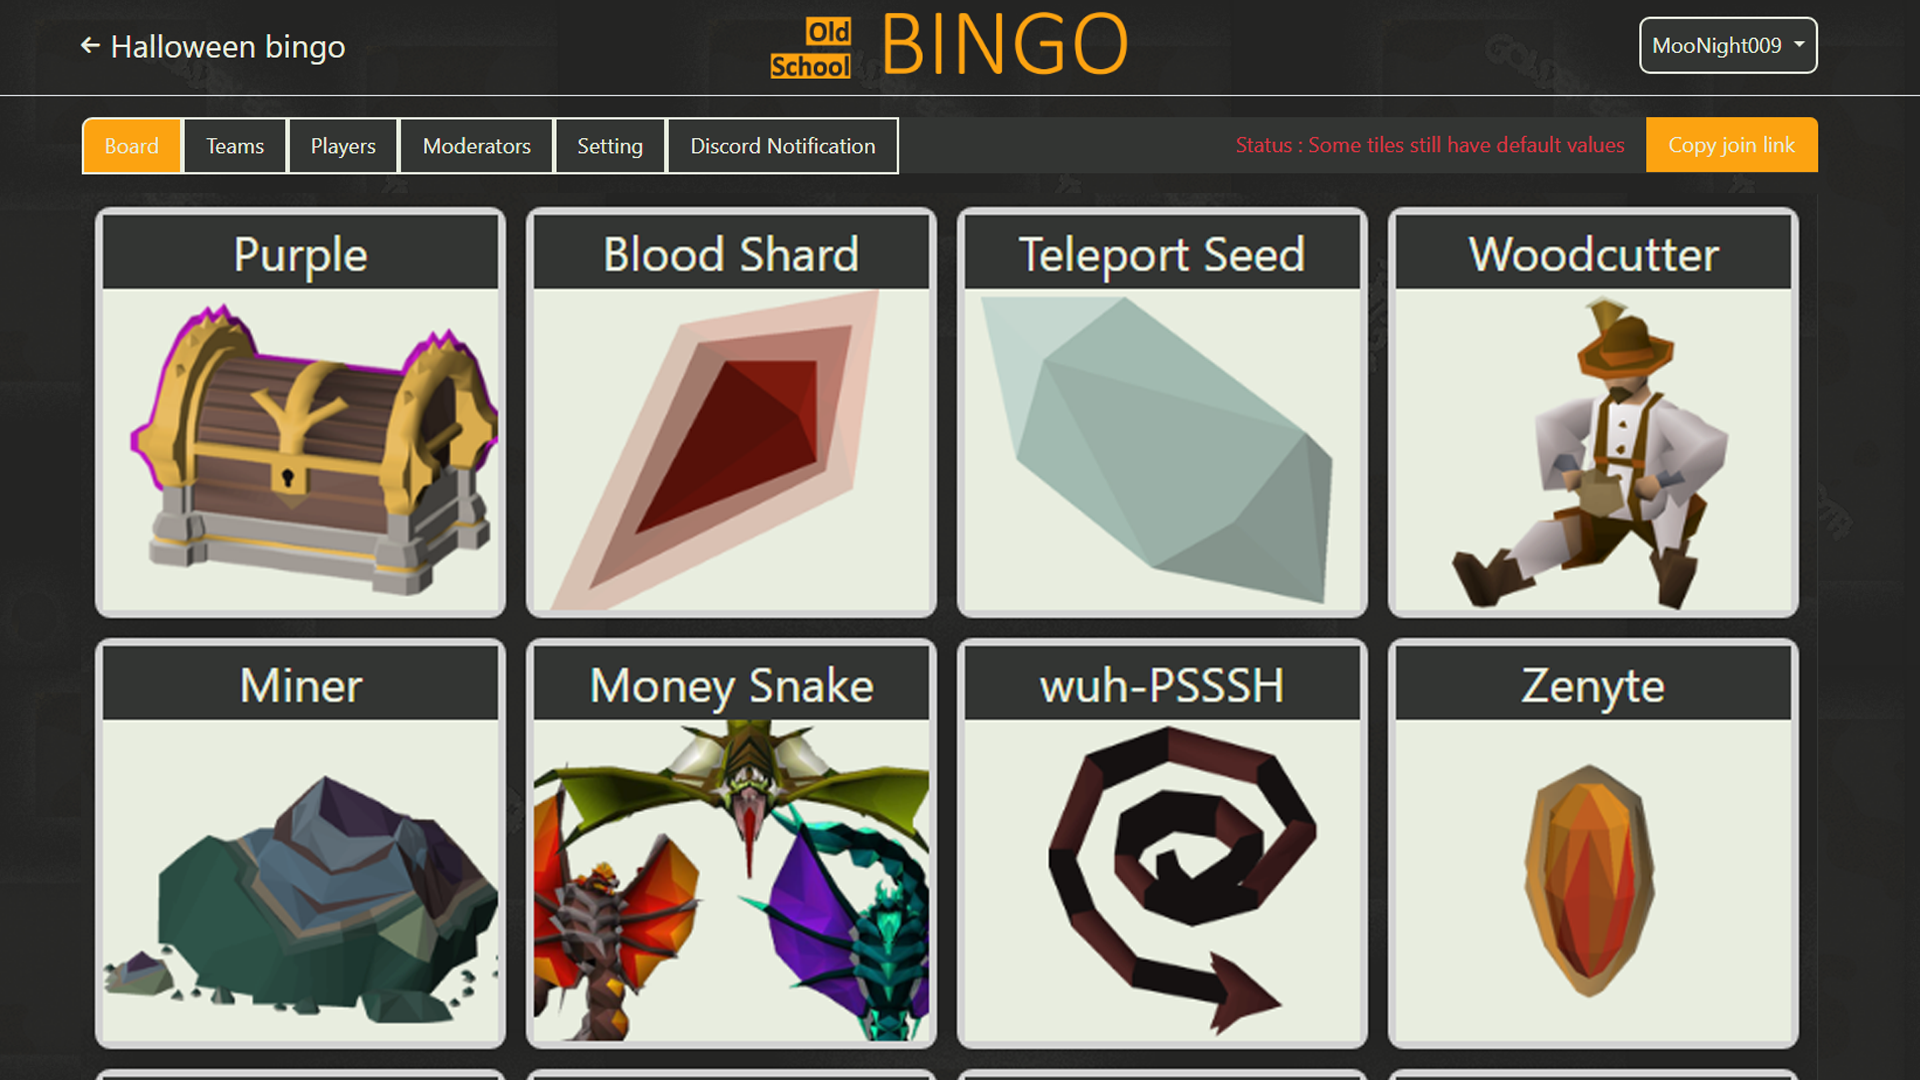 Halloween bingo
Old School BINGO
MooNight009
Board
Teams
Players
Moderators
Setting
Discord Notification
Status : Some tiles still have default values
Copy join link
Purple
Blood Shard
Teleport Seed
Woodcutter
Miner
Money Snake
wuh-PSSSH
Zenyte